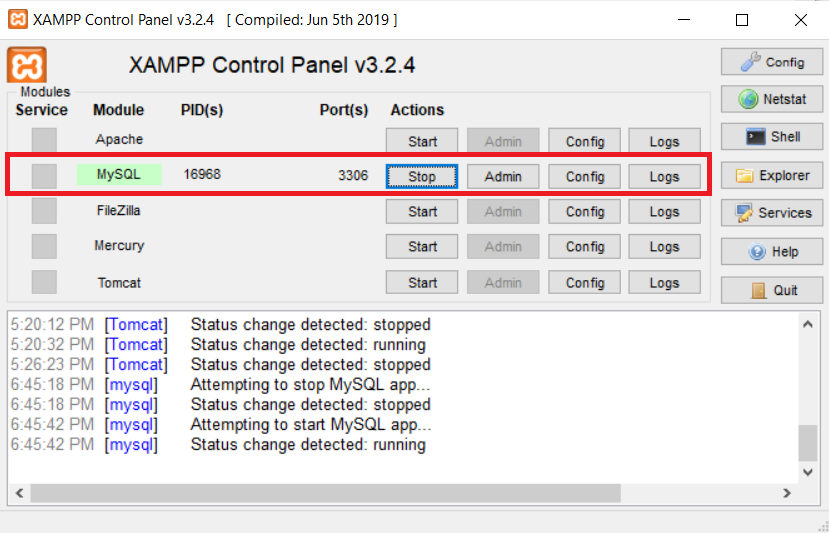 XAMPP Control Panel v3.2.4 [ Compiled: Jun 5th 2019 ]
XAMPP Control Panel v3.2.4
Config
Modules
Service Module PID(s) Port(s) Actions
Netstat
Apache Start Admin Config Logs
Shell
MySQL 16968 3306 Stop Admin Config Logs
Explorer
FileZilla Start Admin Config Logs
Services
Mercury Start Admin Config Logs
Help
Tomcat Start Admin Config Logs
Quit
5:20:12 PM [Tomcat] Status change detected: stopped
5:20:32 PM [Tomcat] Status change detected: running
5:26:23 PM [Tomcat] Status change detected: stopped
6:45:18 PM [mysql] Attempting to stop MySQL app...
6:45:18 PM [mysql] Status change detected: stopped
6:45:42 PM [mysql] Attempting to start MySQL app...
6:45:42 PM [mysql] Status change detected: running